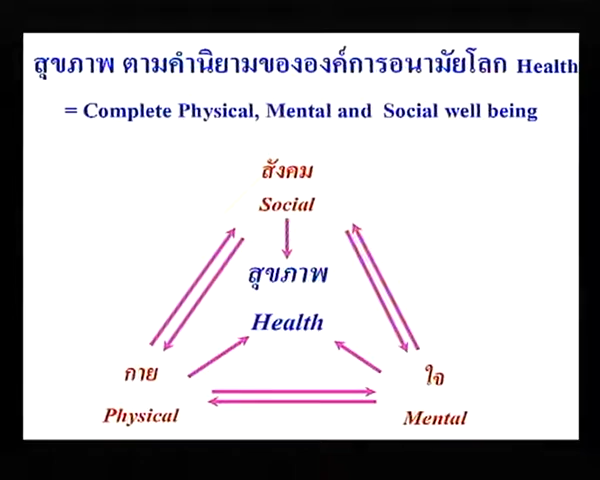 สุขภาพ ตามคำนิยามขององค์การอนามัยโลก Health
= Complete Physical, Mental and Social well being
สังคม
Social
สุขภาพ
Health
กาย
Physical
ใจ
Mental